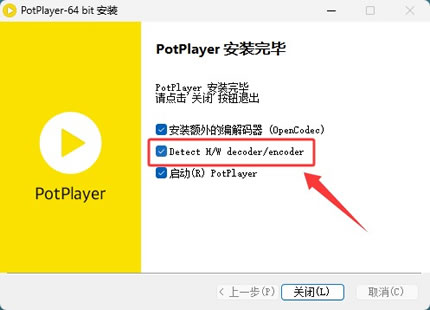 PotPlayer-64 bit 安装
PotPlayer 安装完毕
PotPlayer 安装完毕
请点击"关闭"按钮退出
安装额外的编解码器 (OpenCodec)
Detect H/W decoder/encoder
启动(R) PotPlayer
PotPlayer
< 上一步(P)
关闭(L)
取消(C)